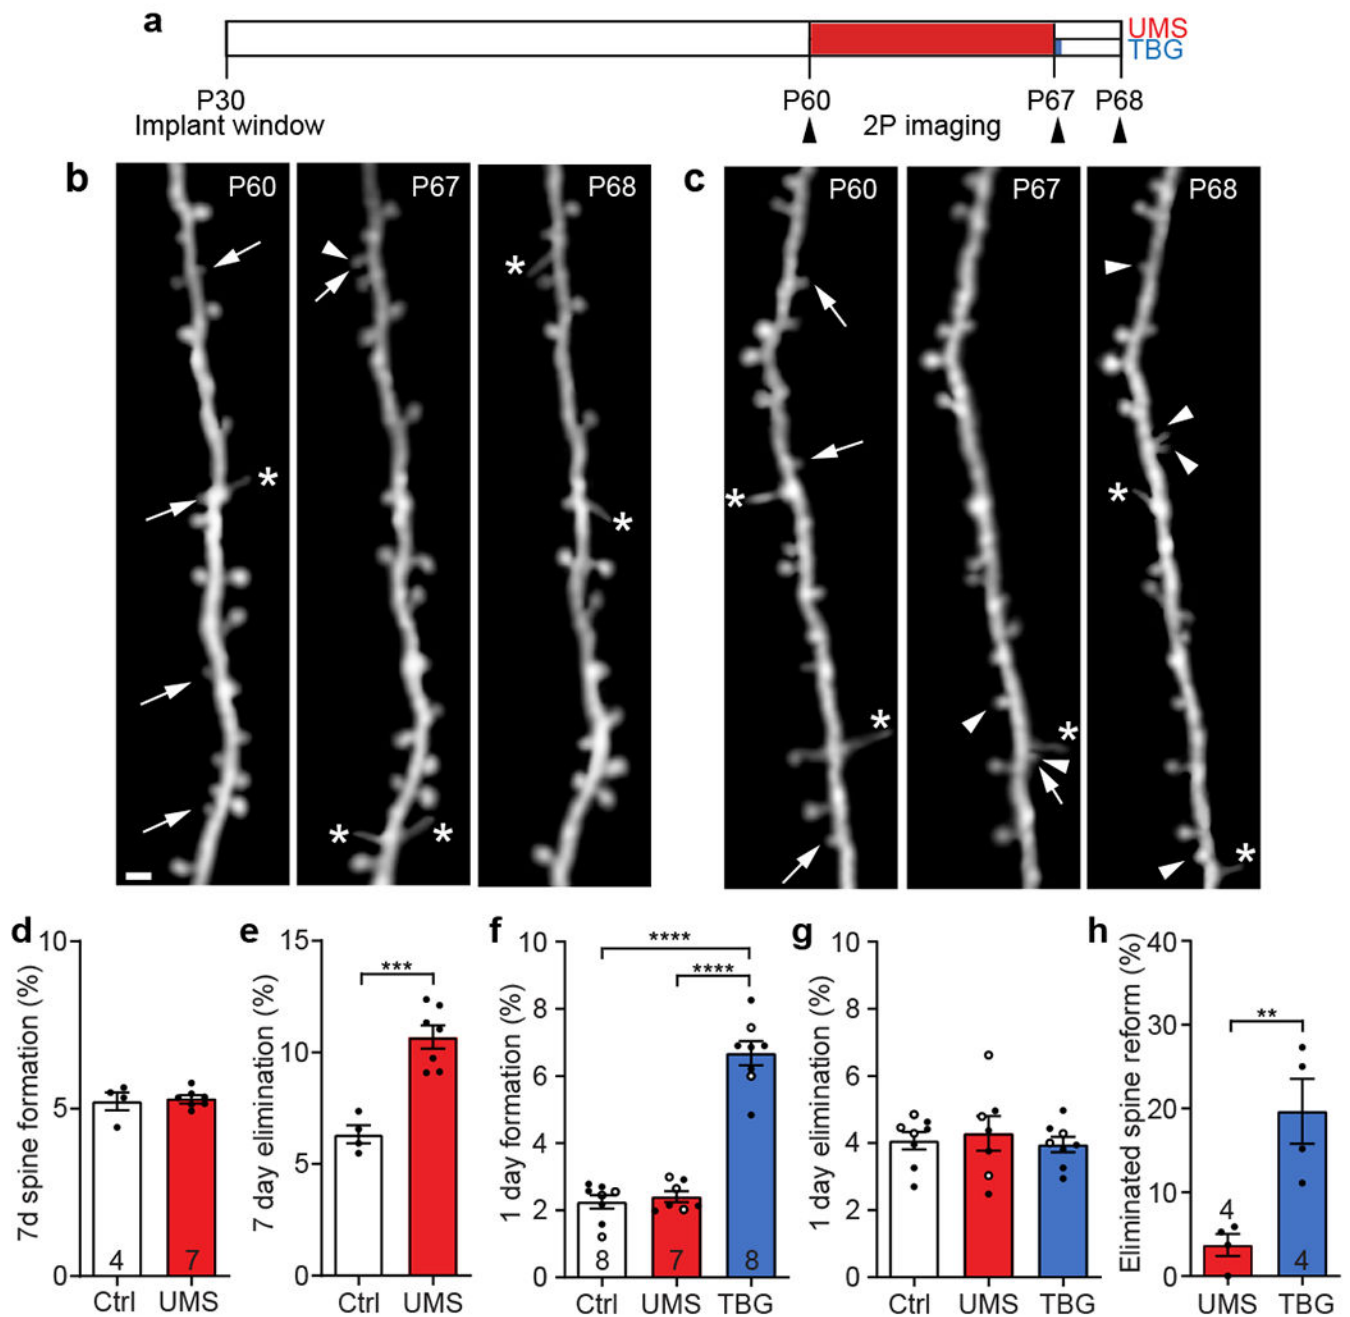 a
UMS
TBG
P30
P60
P67
P68
Implant window
2P imaging
b
P60
P67
P68
*
*
*
*
*
c
P60
P67
P68
*
*
*
*
*
d
7d spine formation (%)
10
5
0
4
7
Ctrl
UMS
e
7 day elimination (%)
15
10
5
0
***
Ctrl
UMS
f
1 day formation (%)
10
8
6
4
2
0
****
****
8
7
8
Ctrl
UMS
TBG
g
1 day elimination (%)
10
8
6
4
2
0
Ctrl
UMS
TBG
h
Eliminated spine reform (%)
40
30
20
10
0
**
4
4
UMS
TBG